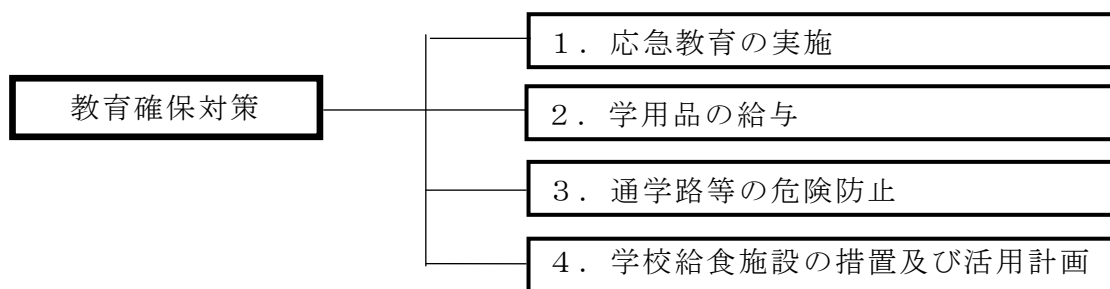 教育確保対策
１．応急教育の実施
２．学用品の給与
３．通学路等の危険防止
４．学校給食施設の措置及び活用計画